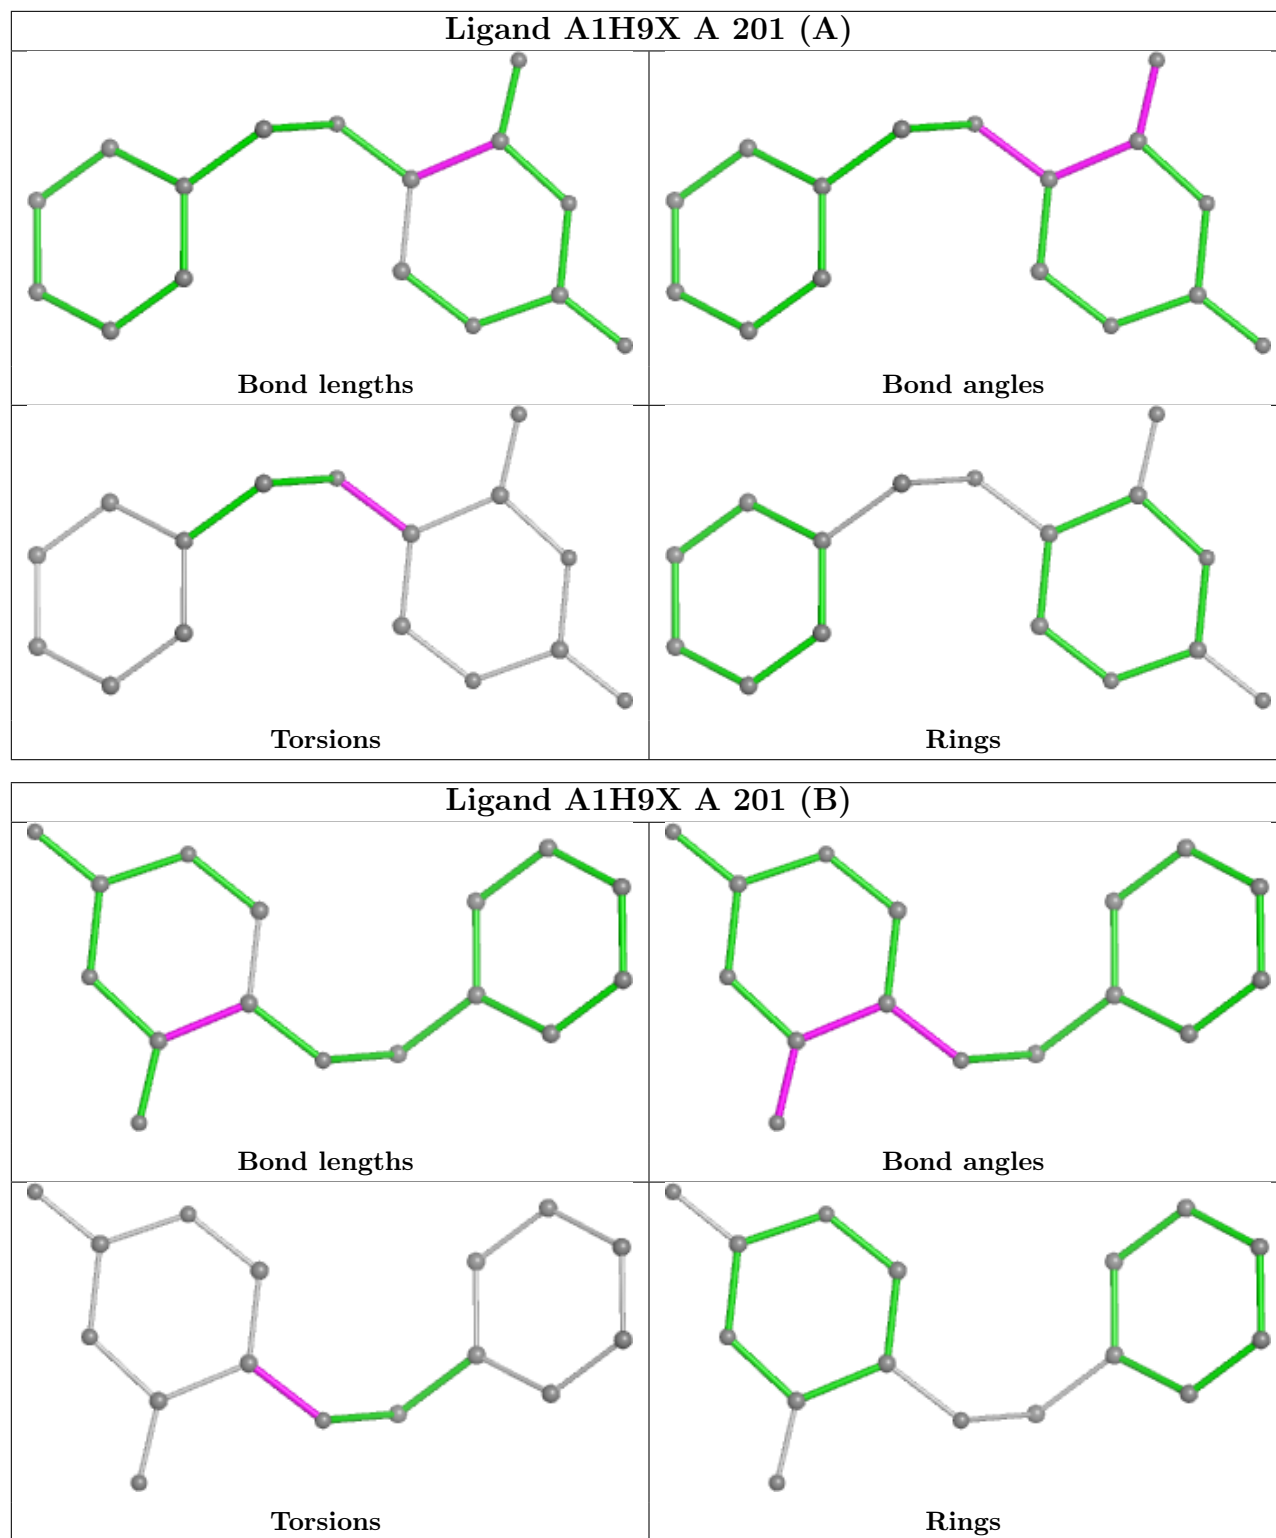 Ligand A1H9X A 201 (A)
Bond lengths
Bond angles
Torsions
Rings
Ligand A1H9X A 201 (B)
Bond lengths
Bond angles
Torsions
Rings